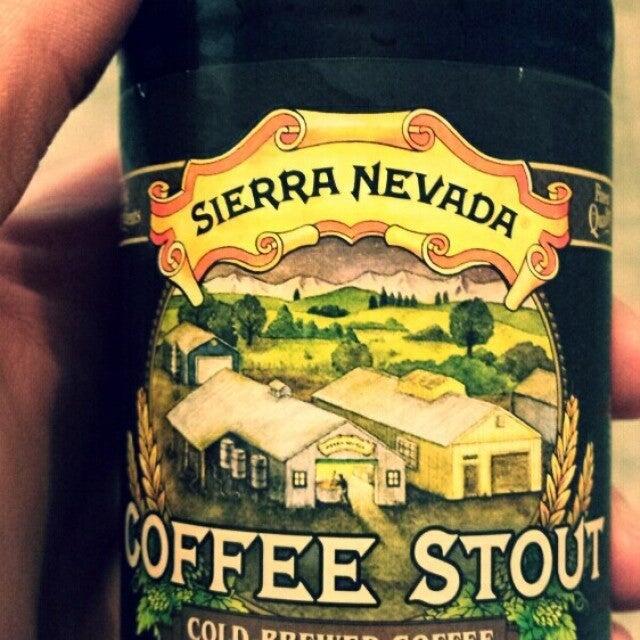 SIERRA NEVADA
COFFEE STOUT
COLD BREWED COFFEE